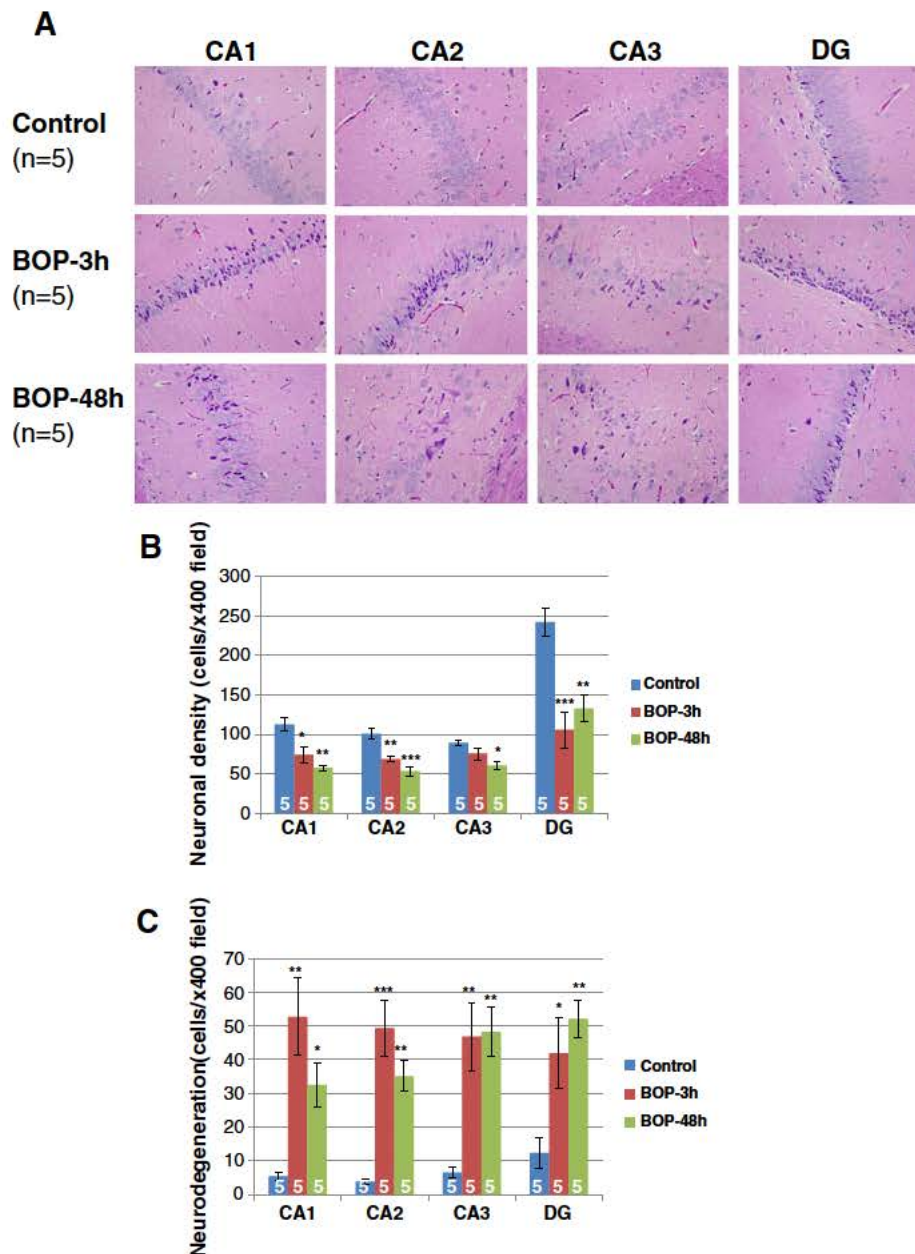 A
CA1 CA2 CA3 DG
Control
(n=5)
BOP-3h
(n=5)
BOP-48h
(n=5)
B
Neuronal density (cells/x400 field)
300
250
200
150
100
50
0
* ** ** *** * *** **
5 5 5 5 5 5 5 5 5 5 5 5
CA1 CA2 CA3 DG
Control
BOP-3h
BOP-48h
C
Neurodegeneration(cells/x400 field)
70
60
50
40
30
20
10
0
** * *** ** ** ** * **
5 5 5 5 5 5 5 5 5 5 5 5
CA1 CA2 CA3 DG
Control
BOP-3h
BOP-48h